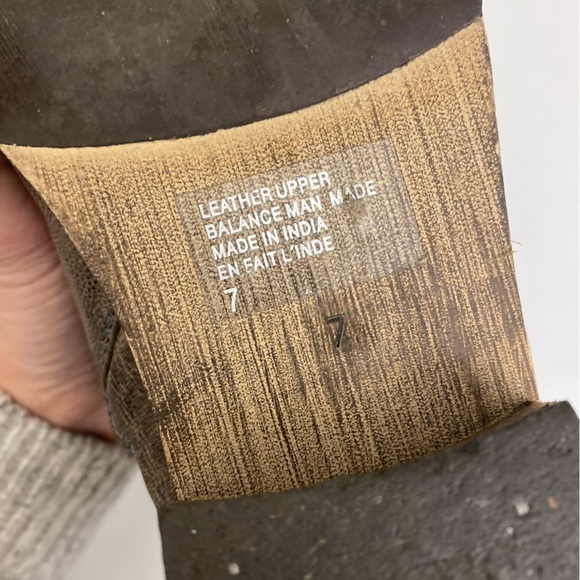 LEATHER UPPER
BALANCE MAN MADE
MADE IN INDIA
EN FAIT L'INDE
7
7